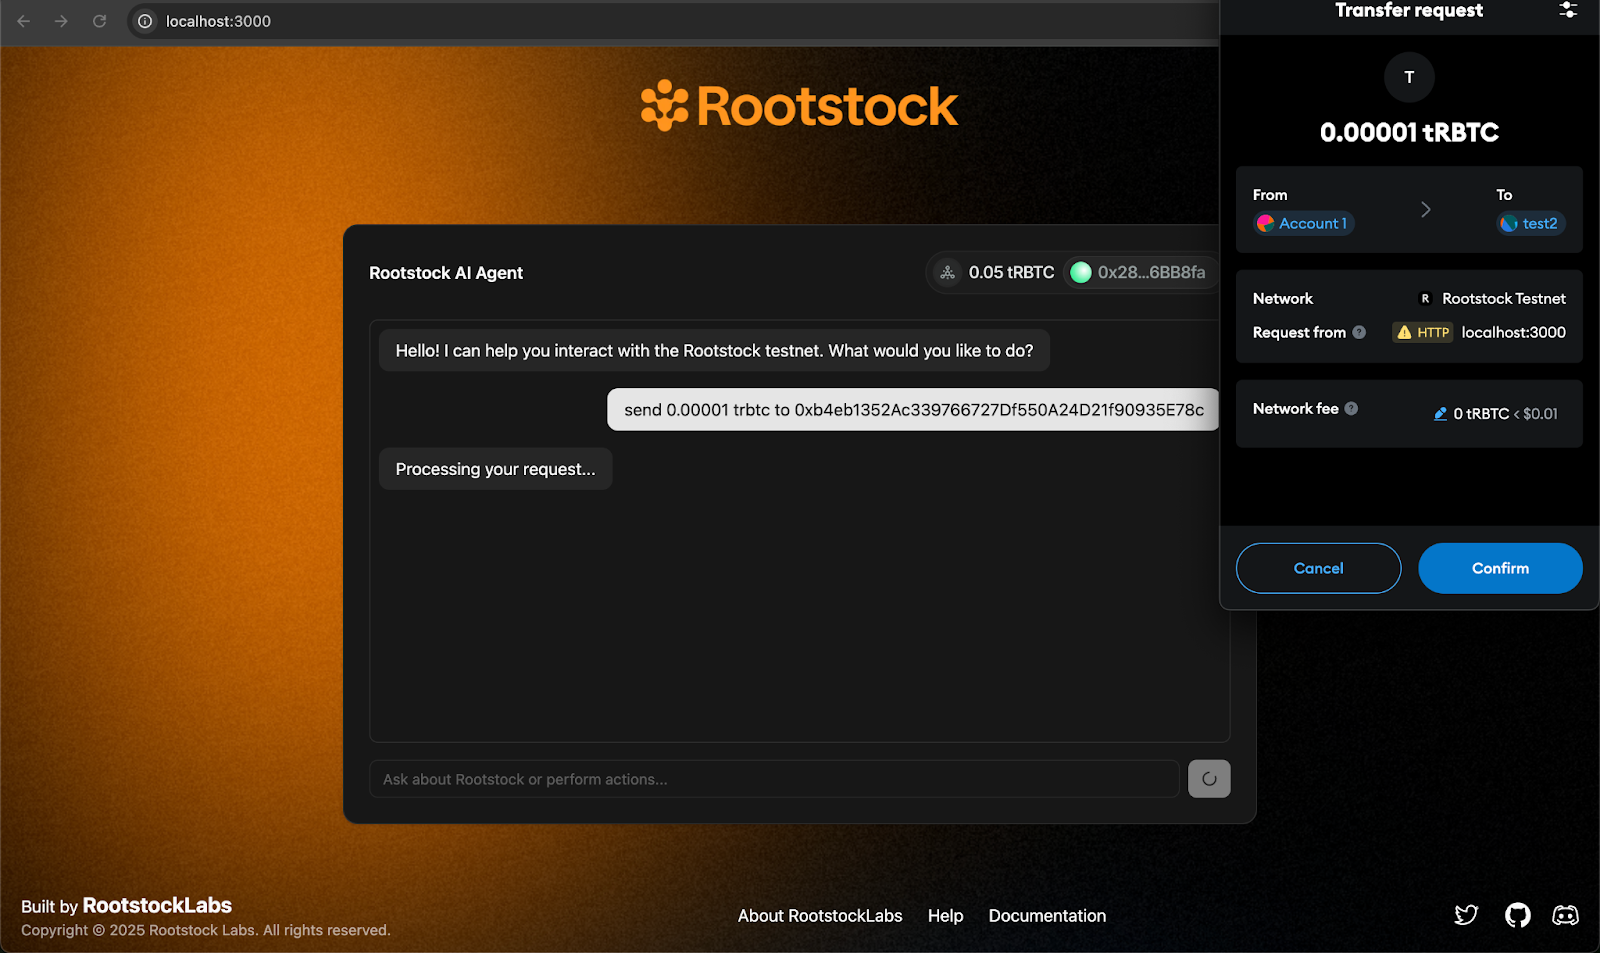 localhost:3000
Rootstock
Rootstock AI Agent
0.05 tRBTC
0x28...6BB8fa
Hello! I can help you interact with the Rootstock testnet. What would you like to do?
send 0.00001 trbtc to 0xb4eb1352Ac339766727Df550A24D21f90935E78c
Processing your request...
Ask about Rootstock or perform actions...
Transfer request
T
0.00001 tRBTC
From
To
Account 1
test2
Network
R Rootstock Testnet
Request from ?
HTTP localhost:3000
Network fee ?
0 tRBTC < $0.01
Cancel
Confirm
Built by RootstockLabs
Copyright © 2025 Rootstock Labs. All rights reserved.
About RootstockLabs
Help
Documentation